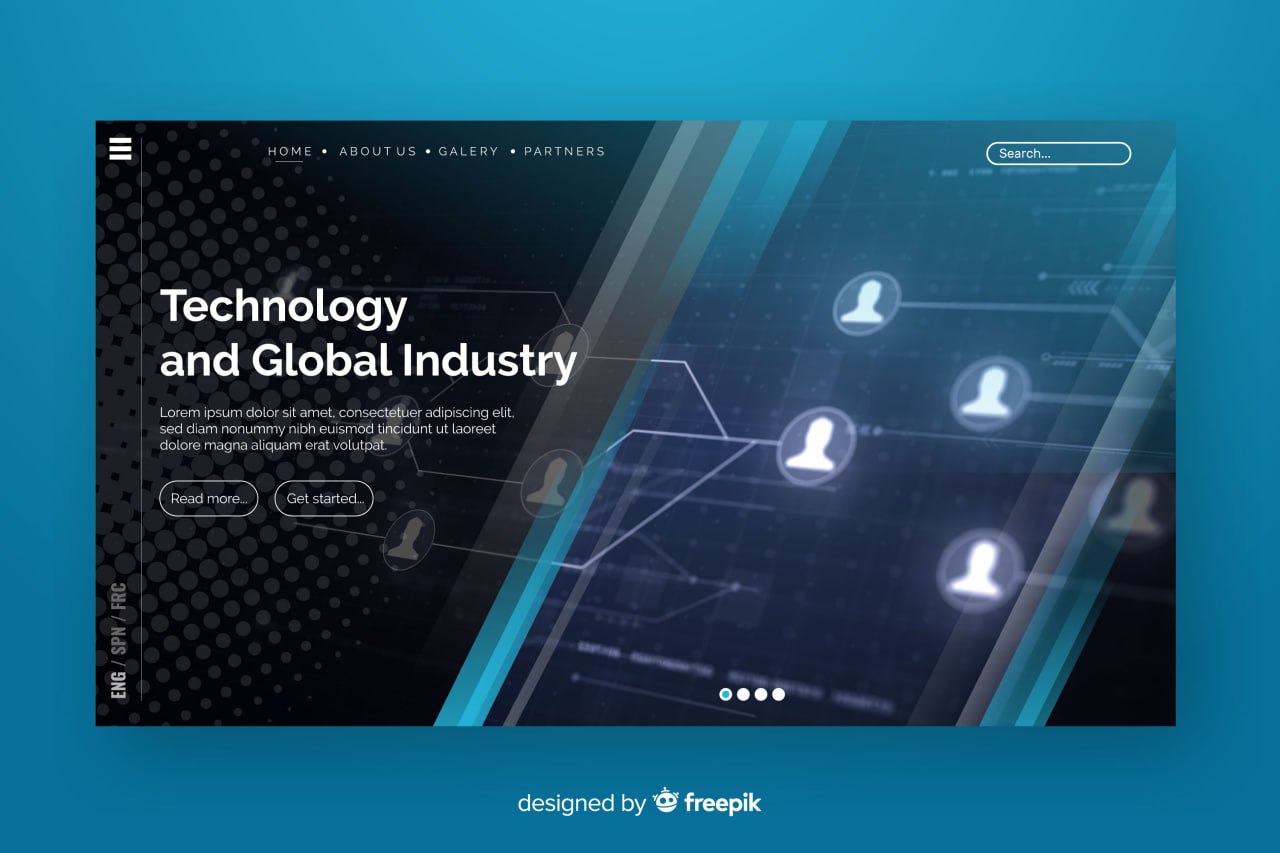 HOME • ABOUT US • GALERY • PARTNERS
Search...
Technology
and Global Industry
Lorem ipsum dolor sit amet, consectetuer adipiscing elit,
sed diam nonummy nibh euismod tincidunt ut laoreet
dolore magna aliquam erat volutpat.
Read more...
Get started...
ENG / SPN / FRC
designed by freepik